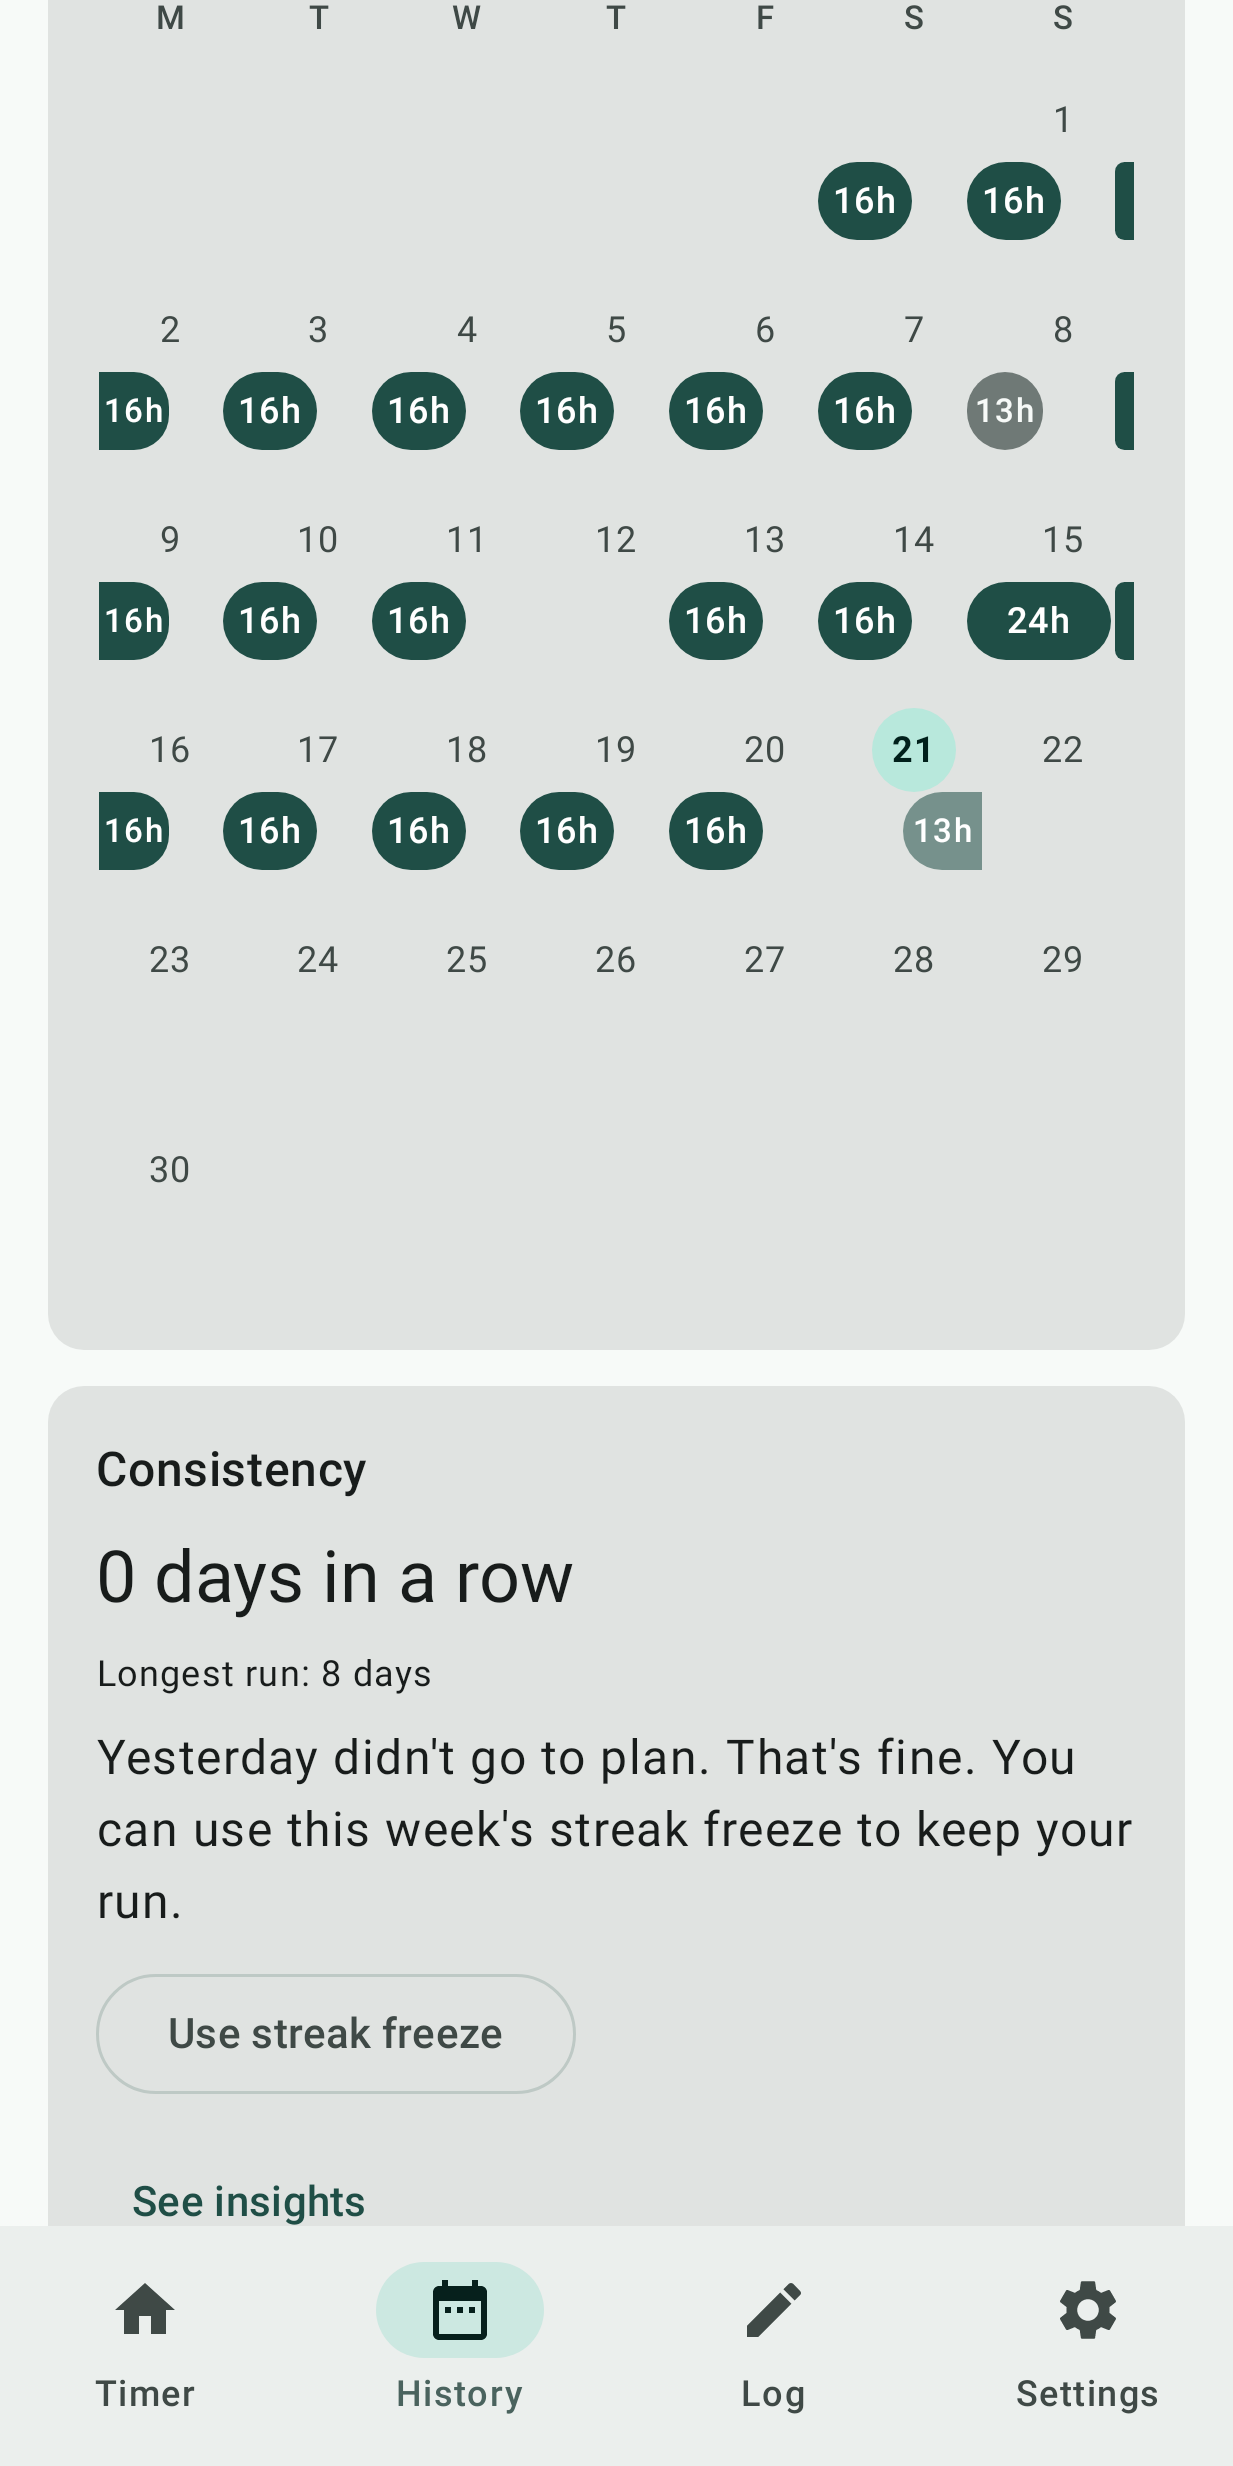 M T W T F S S
1
16h 16h
2 3 4 5 6 7 8
16h 16h 16h 16h 16h 16h 13h
9 10 11 12 13 14 15
16h 16h 16h 16h 16h 24h
16 17 18 19 20 21 22
16h 16h 16h 16h 16h 13h
23 24 25 26 27 28 29
30
Consistency
0 days in a row
Longest run: 8 days
Yesterday didn't go to plan. That's fine. You
can use this week's streak freeze to keep your
run.
Use streak freeze
See insights
Timer History Log Settings